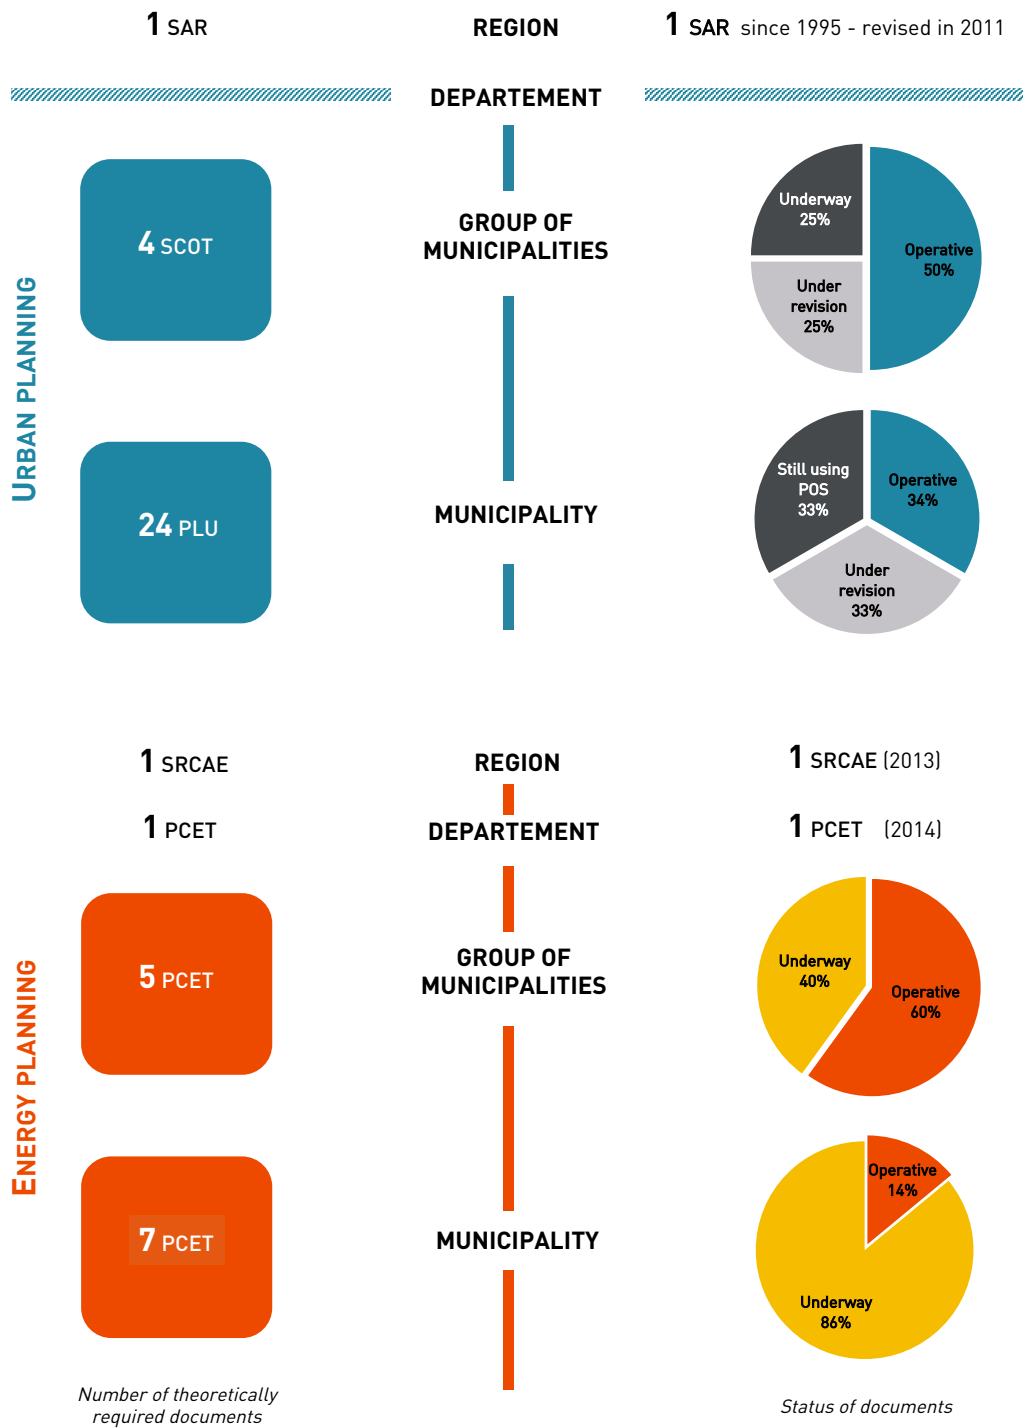 1 SAR
REGION
1 SAR since 1995 - revised in 2011
DEPARTEMENT
URBAN PLANNING
4 SCOT
GROUP OF
MUNICIPALITIES
Underway
25%
Operative
50%
Under
revision
25%
24 PLU
MUNICIPALITY
Still using
POS
33%
Operative
34%
Under
revision
33%
1 SRCAE
REGION
1 SRCAE (2013)
1 PCET
DEPARTEMENT
1 PCET (2014)
ENERGY PLANNING
5 PCET
GROUP OF
MUNICIPALITIES
Underway
40%
Operative
60%
7 PCET
MUNICIPALITY
Operative
14%
Underway
86%
Number of theoretically
required documents
Status of documents